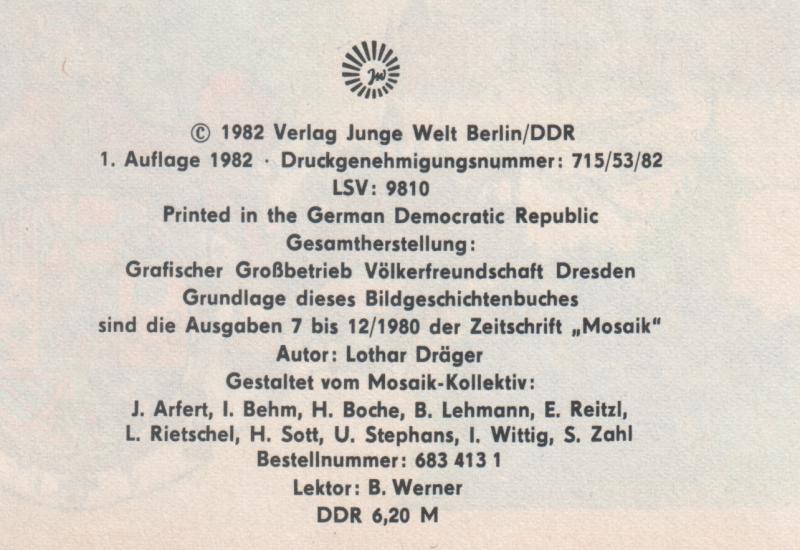 JW
© 1982 Verlag Junge Welt Berlin/DDR
1. Auflage 1982 · Druckgenehmigungsnummer: 715/53/82
LSV: 9810
Printed in the German Democratic Republic
Gesamtherstellung:
Grafischer Großbetrieb Völkerfreundschaft Dresden
Grundlage dieses Bildgeschichtenbuches
sind die Ausgaben 7 bis 12/1980 der Zeitschrift „Mosaik“
Autor: Lothar Dräger
Gestaltet vom Mosaik-Kollektiv:
J. Arfert, I. Behm, H. Boche, B. Lehmann, E. Reitzl,
L. Rietschel, H. Sott, U. Stephans, I. Wittig, S. Zahl
Bestellnummer: 683 413 1
Lektor: B. Werner
DDR 6,20 M